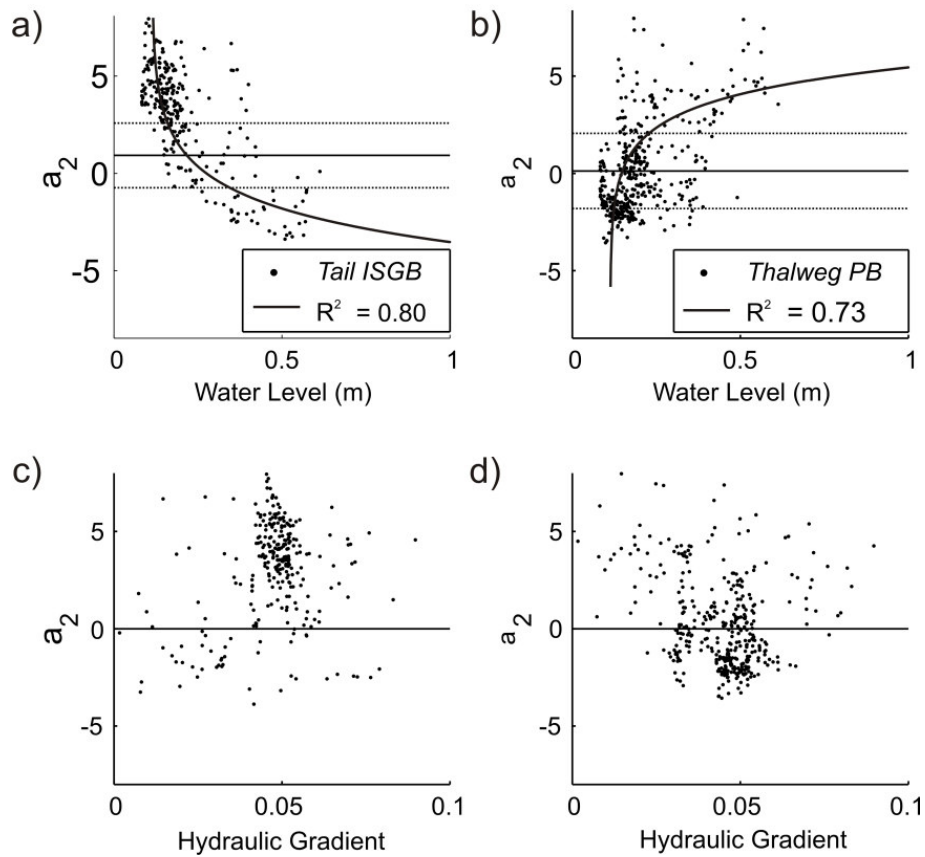 a)
b)
5
0
-5
a2
Tail ISGB
R2 = 0.80
0
0.5
1
Water Level (m)
5
0
-5
a2
Thalweg PB
R2 = 0.73
0
0.5
1
Water Level (m)
c)
d)
5
0
-5
a2
0
0.05
0.1
Hydraulic Gradient
5
0
-5
a2
0
0.05
0.1
Hydraulic Gradient